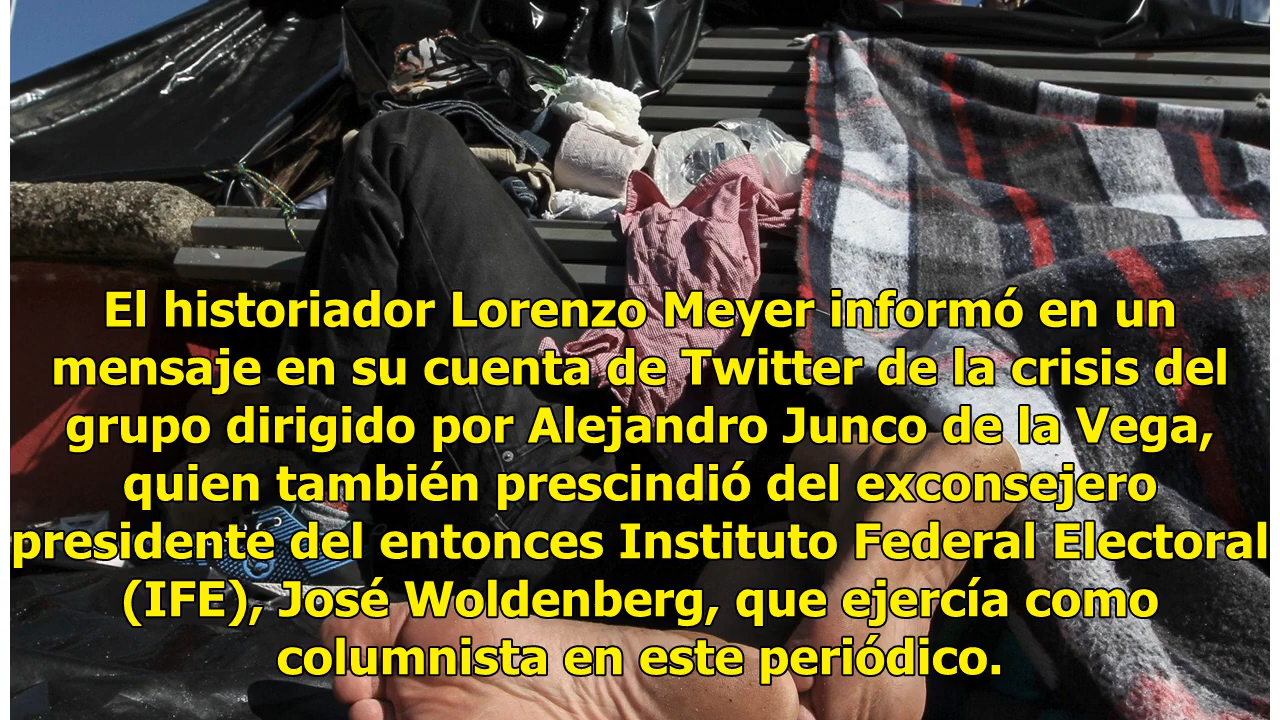 El historiador Lorenzo Meyer informó en un
mensaje en su cuenta de Twitter de la crisis del
grupo dirigido por Alejandro Junco de la Vega,
quien también prescindió del exconsejero
presidente del entonces Instituto Federal Electoral
(IFE), José Woldenberg, que ejercía como
columnista en este periódico.